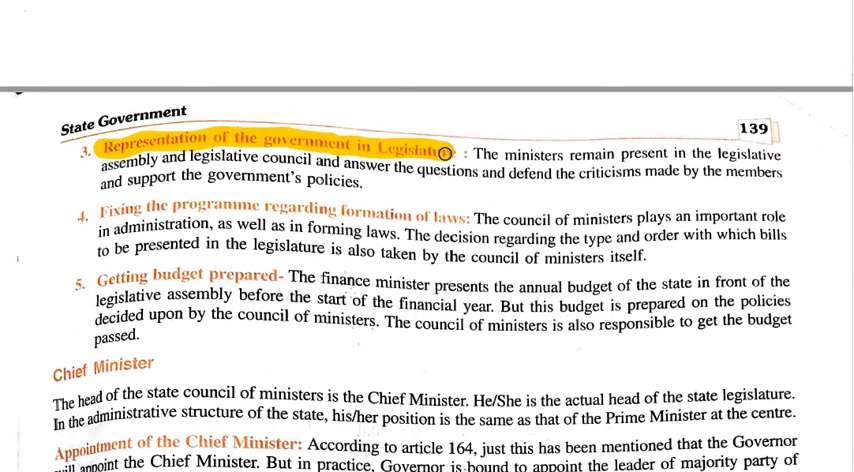 State Government
139
3. Representation of the government in Legislature : The ministers remain present in the legislative
assembly and legislative council and answer the questions and defend the criticisms made by the members
and support the government's policies.
4. Fixing the programme regarding formation of laws: The council of ministers plays an important role
in administration, as well as in forming laws. The decision regarding the type and order with which bills
to be presented in the legislature is also taken by the council of ministers itself.
5. Getting budget prepared- The finance minister presents the annual budget of the state in front of the
legislative assembly before the start of the financial year. But this budget is prepared on the policies
decided upon by the council of ministers. The council of ministers is also responsible to get the budget
passed.
Chief Minister
The head of the state council of ministers is the Chief Minister. He/She is the actual head of the state legislature.
In the administrative structure of the state, his/her position is the same as that of the Prime Minister at the centre.
Appointment of the Chief Minister: According to article 164, just this has been mentioned that the Governor
will appoint the Chief Minister. But in practice, Governor is bound to appoint the leader of majority party of